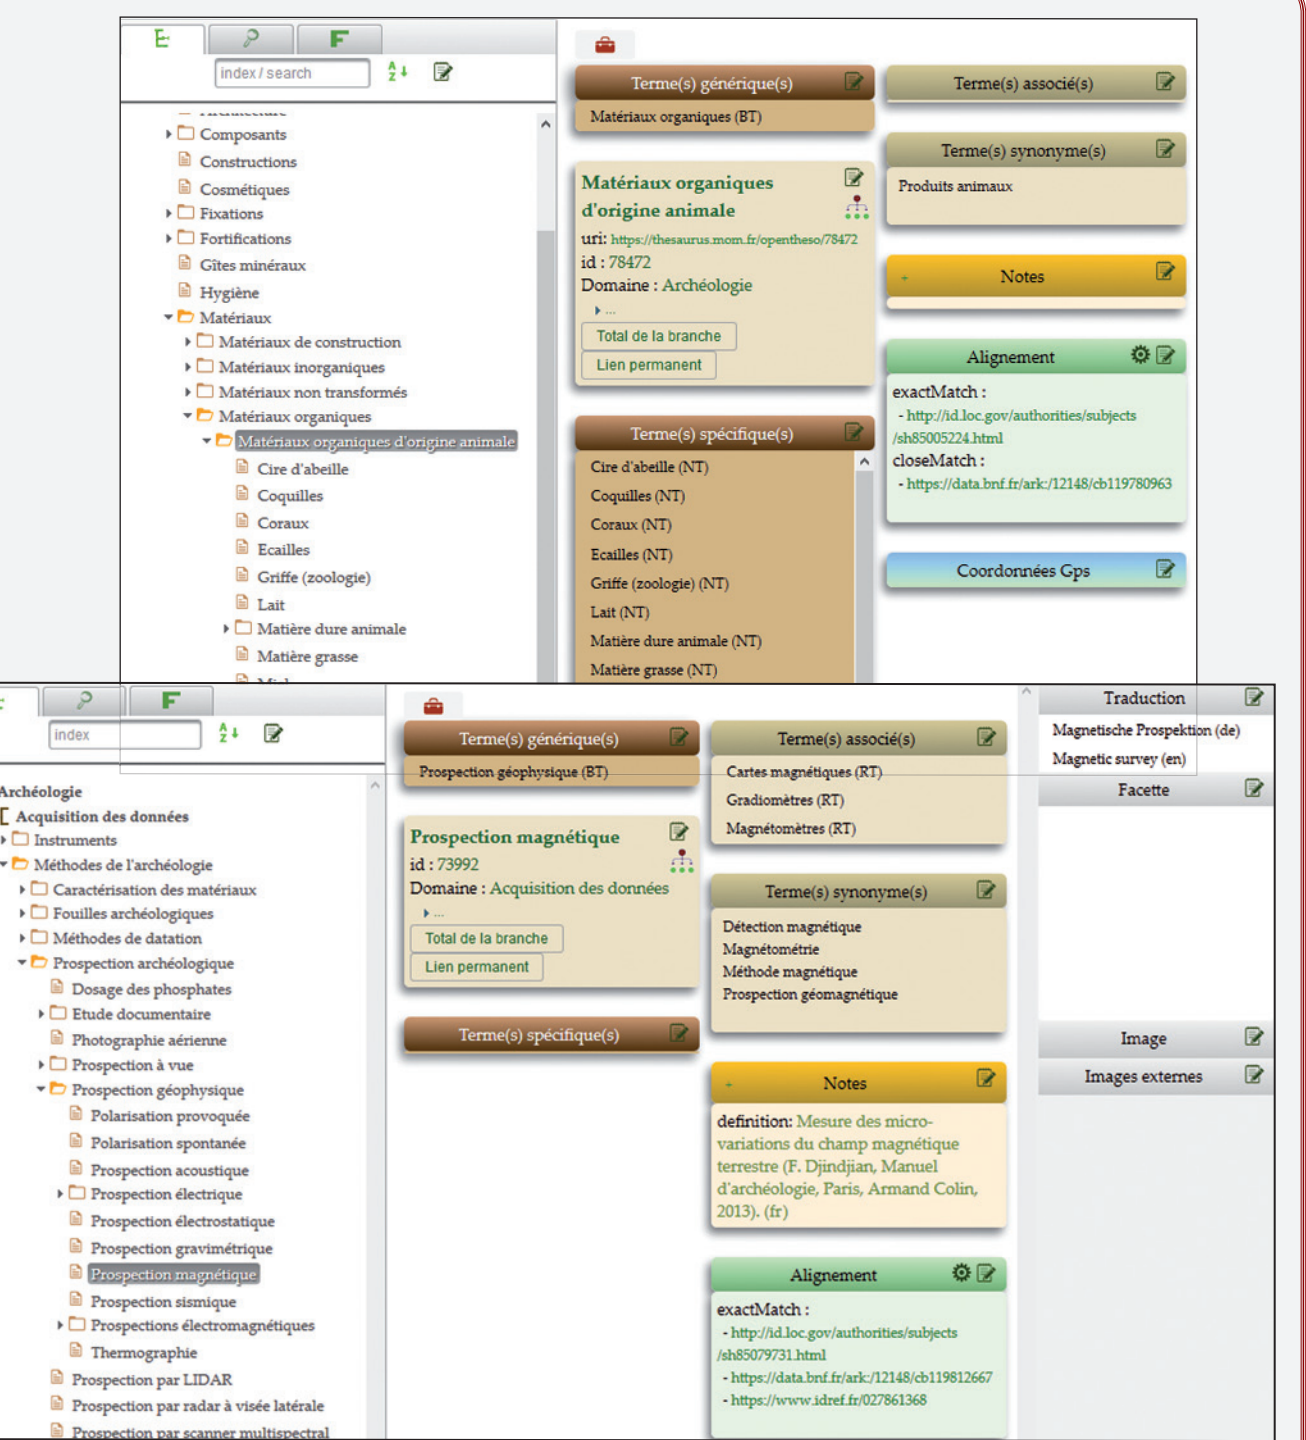 F
index / search
A
Z
Composants
Constructions
Cosmétiques
Fixations
Fortifications
Gîtes minéraux
Hygiène
Matériaux
Matériaux de construction
Matériaux inorganiques
Matériaux non transformés
Matériaux organiques
Matériaux organiques d'origine animale
Cire d'abeille
Coquilles
Coraux
Ecailles
Griffe (zoologie)
Lait
Matière dure animale
Matière grasse
Terme(s) générique(s)
Matériaux organiques (BT)
Matériaux organiques
d'origine animale
uri: https://thesaurus.mom.fr/opentheso/78472
id : 78472
Domaine : Archéologie
...
Total de la branche
Lien permanent
Terme(s) spécifique(s)
Cire d'abeille (NT)
Coquilles (NT)
Coraux (NT)
Ecailles (NT)
Griffe (zoologie) (NT)
Lait (NT)
Matière dure animale (NT)
Matière grasse (NT)
Terme(s) associé(s)
Terme(s) synonyme(s)
Produits animaux
+ Notes
Alignement
exactMatch :
- http://id.loc.gov/authorities/subjects
/sh85005224.html
closeMatch :
- https://data.bnf.fr/ark:/12148/cb119780963
Coordonnées Gps
F
index
A
Z
Archéologie
Acquisition des données
Instruments
Méthodes de l'archéologie
Caractérisation des matériaux
Fouilles archéologiques
Méthodes de datation
Prospection archéologique
Dosage des phosphates
Etude documentaire
Photographie aérienne
Prospection à vue
Prospection géophysique
Polarisation provoquée
Polarisation spontanée
Prospection acoustique
Prospection électrique
Prospection électrostatique
Prospection gravimétrique
Prospection magnétique
Prospection sismique
Prospections électromagnétiques
Thermographie
Prospection par LIDAR
Prospection par radar à visée latérale
Prospection par scanner multispectral
Terme(s) générique(s)
Prospection géophysique (BT)
Prospection magnétique
id : 73992
Domaine : Acquisition des données
...
Total de la branche
Lien permanent
Terme(s) spécifique(s)
Terme(s) associé(s)
Cartes magnétiques (RT)
Gradiomètres (RT)
Magnétomètres (RT)
Terme(s) synonyme(s)
Détection magnétique
Magnétométrie
Méthode magnétique
Prospection géomagnétique
+ Notes
definition: Mesure des micro-
variations du champ magnétique
terrestre (F. Djindjian, Manuel
d'archéologie, Paris, Armand Colin,
2013). (fr)
Alignement
exactMatch :
- http://id.loc.gov/authorities/subjects
/sh85079731.html
- https://data.bnf.fr/ark:/12148/cb119812667
- https://www.idref.fr/027861368
Traduction
Magnetische Prospektion (de)
Magnetic survey (en)
Facette
Image
Images externes